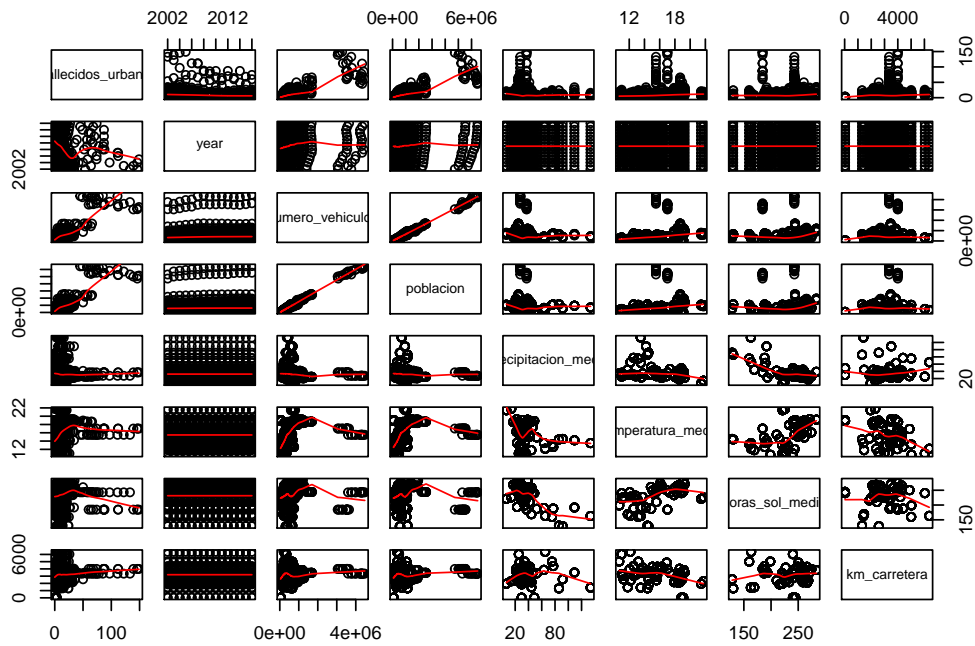 2002 2012 0e+00 6e+06 12 18 0 4000
allecidos_urban 0 150
2002 year
umero_vehiculo 0e+00
0e+00 poblacion
ecipitacion_med 20
12 22 mperatura_med
oras_sol_medi 150
0 6000 km_carretera
0 100 0e+00 4e+06 20 80 150 250